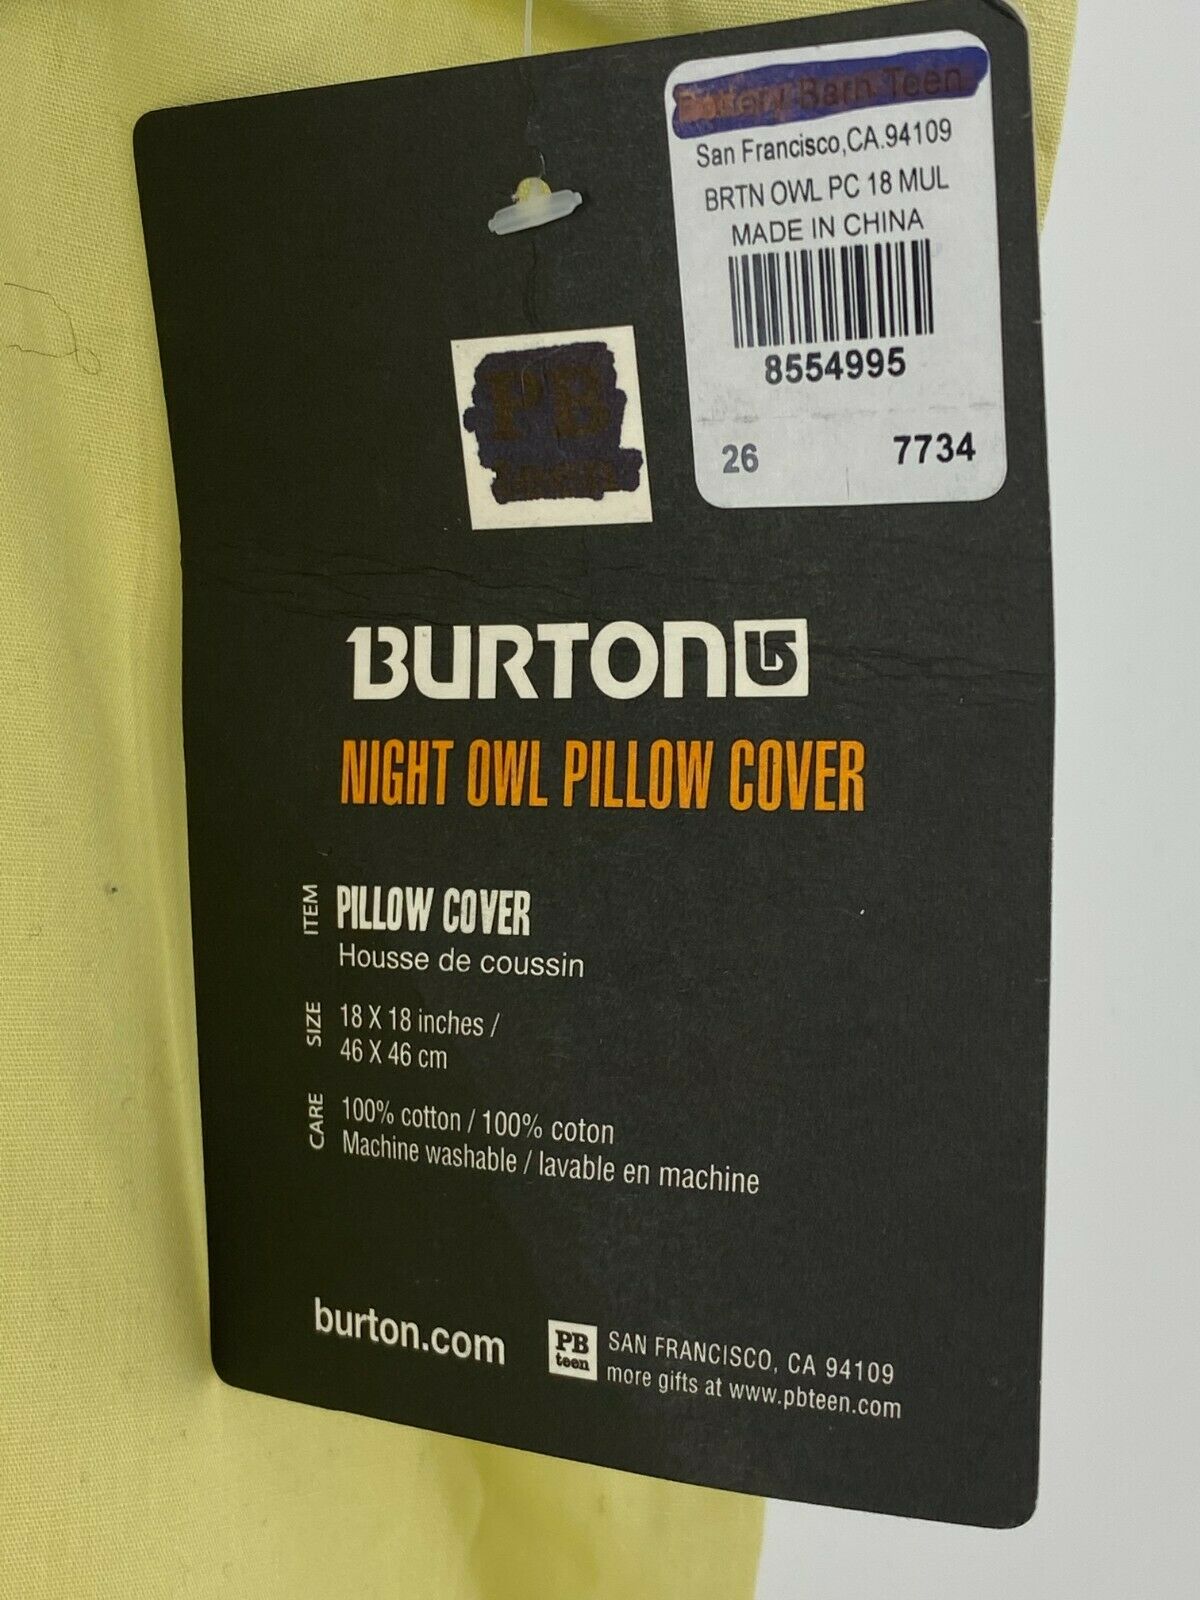 Pottery Barn Teen
San Francisco,CA.94109
BRTN OWL PC 18 MUL
MADE IN CHINA
8554995
26 7734
PB
teen
BURTON
NIGHT OWL PILLOW COVER
ITEM
PILLOW COVER
Housse de coussin
SIZE
18 X 18 inches /
46 X 46 cm
CARE
100% cotton / 100% coton
Machine washable / lavable en machine
burton.com
PB
teen
SAN FRANCISCO, CA 94109
more gifts at www.pbteen.com